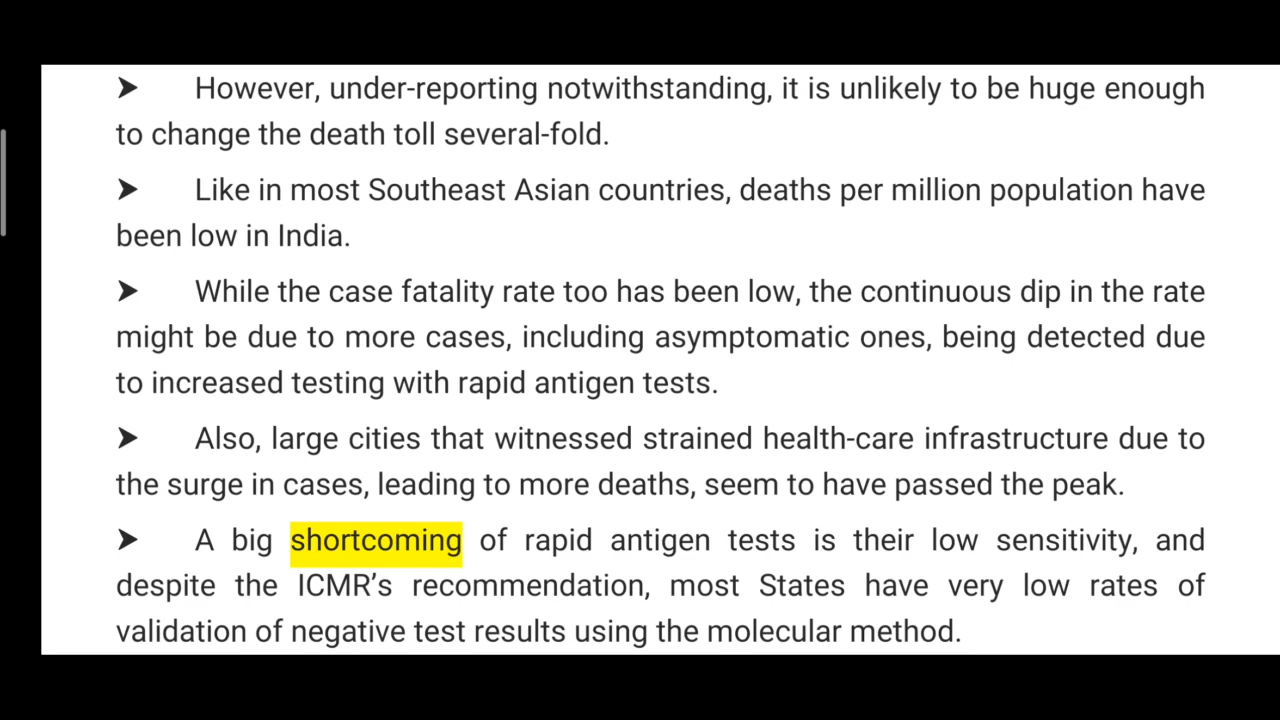 ➤ However, under-reporting notwithstanding, it is unlikely to be huge enough
to change the death toll several-fold.
➤ Like in most Southeast Asian countries, deaths per million population have
been low in India.
➤ While the case fatality rate too has been low, the continuous dip in the rate
might be due to more cases, including asymptomatic ones, being detected due
to increased testing with rapid antigen tests.
➤ Also, large cities that witnessed strained health-care infrastructure due to
the surge in cases, leading to more deaths, seem to have passed the peak.
➤ A big shortcoming of rapid antigen tests is their low sensitivity, and
despite the ICMR’s recommendation, most States have very low rates of
validation of negative test results using the molecular method.